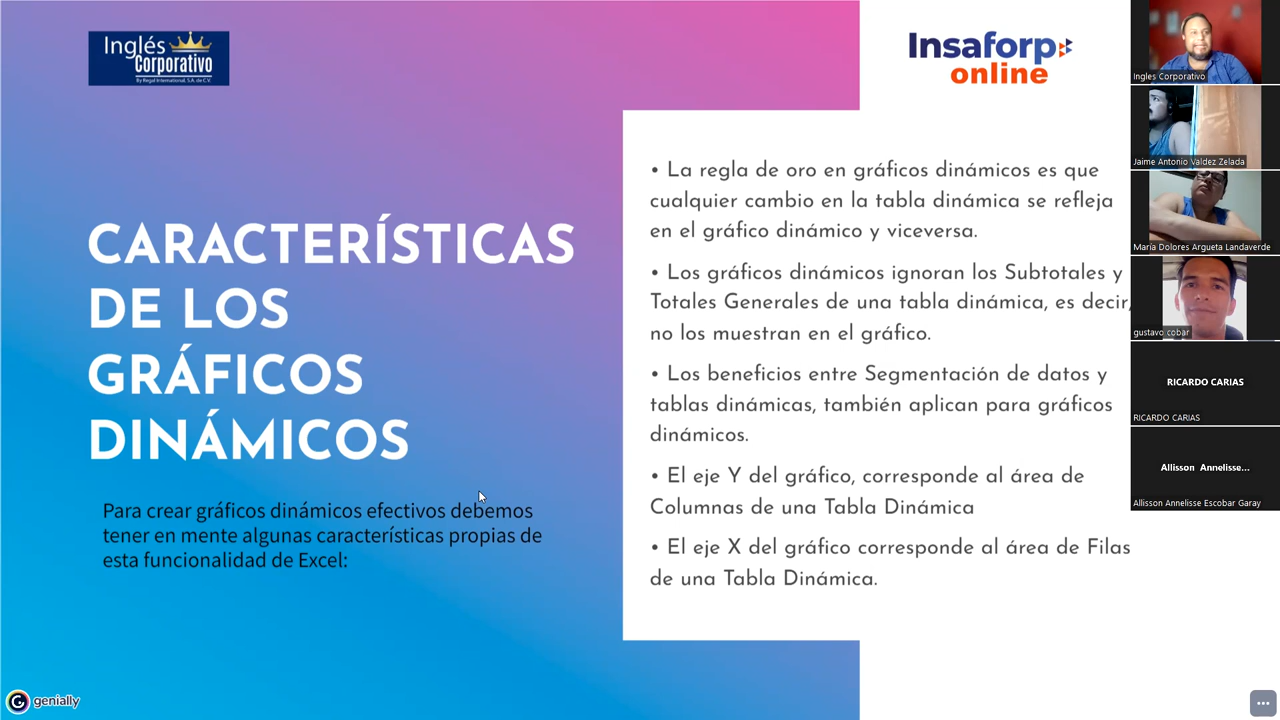 Inglés
Corporativo
By Regal International, S.A. de C.V.
CARACTERÍSTICAS
DE LOS
GRÁFICOS
DINÁMICOS
Para crear gráficos dinámicos efectivos debemos
tener en mente algunas características propias de
esta funcionalidad de Excel:
genially
Insaforp
online
• La regla de oro en gráficos dinámicos es que
cualquier cambio en la tabla dinámica se refleja
en el gráfico dinámico y viceversa.
• Los gráficos dinámicos ignoran los Subtotales y
Totales Generales de una tabla dinámica, es decir,
no los muestran en el gráfico.
• Los beneficios entre Segmentación de datos y
tablas dinámicas, también aplican para gráficos
dinámicos.
• El eje Y del gráfico, corresponde al área de
Columnas de una Tabla Dinámica
• El eje X del gráfico corresponde al área de Filas
de una Tabla Dinámica.
Ingles Corporativo
Jaime Antonio Valdez Zelada
María Dolores Argueta Landaverde
gustavo cobar
RICARDO CARIAS
RICARDO CARIAS
Allisson Annelisse...
Allisson Annelisse Escobar Garay